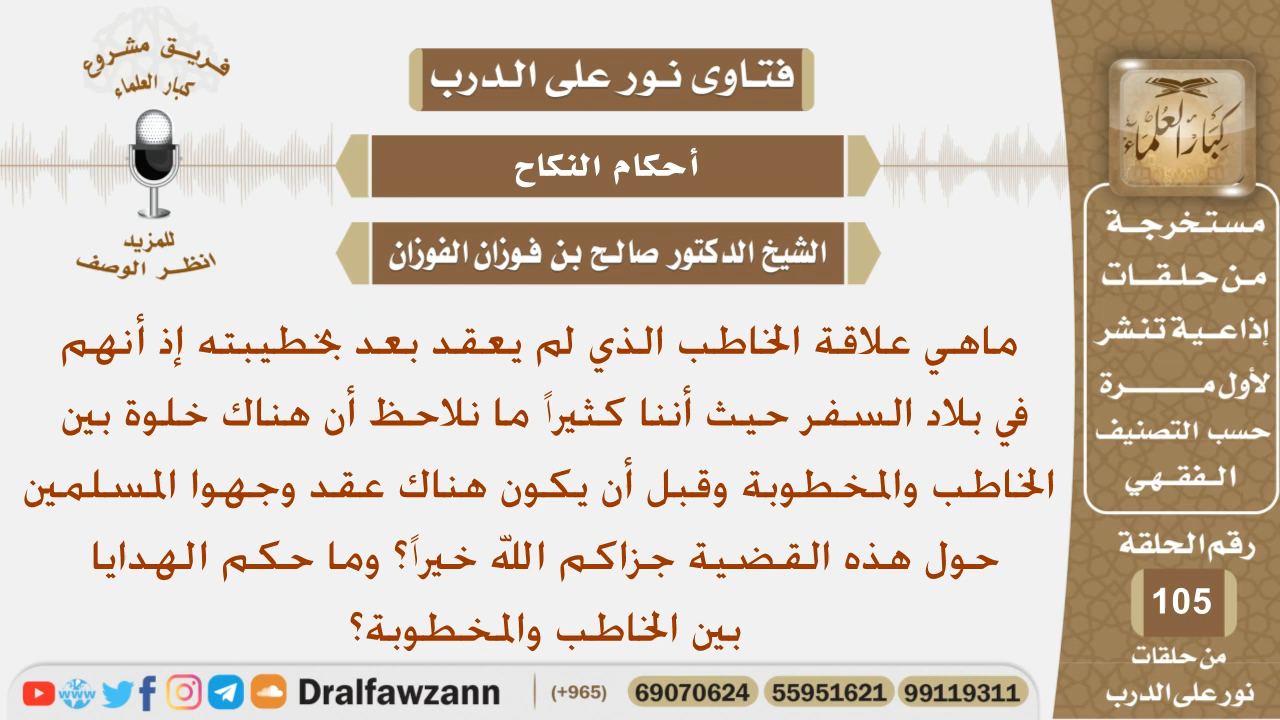 فريق مشروع
كبار العلماء
للمزيد
انظر الوصف
فتاوى نور على الدرب
أحكام النكاح
الشيخ الدكتور صالح بن فوزان الفوزان
ماهي علاقة الخاطب الذي لم يعقد بعد بخطيبته إذ أنهم
في بلاد السفر حيث أننا كثيراً ما نلاحظ أن هناك خلوة بين
الخاطب والمخطوبة وقبل أن يكون هناك عقد وجهوا المسلمين
حول هذه القضية جزاكم الله خيراً؟ وما حكم الهدايا
بين الخاطب والمخطوبة؟
كِبَارُ العُلَمَاء
مستخرجة
من حلقات
إذاعية تنشر
لأول مرة
حسب التصنيف
الفقهي
رقم الحلقة
105
من حلقات
نور على الدرب
www
Dralfawzann
(+965)
69070624
55951621
99119311